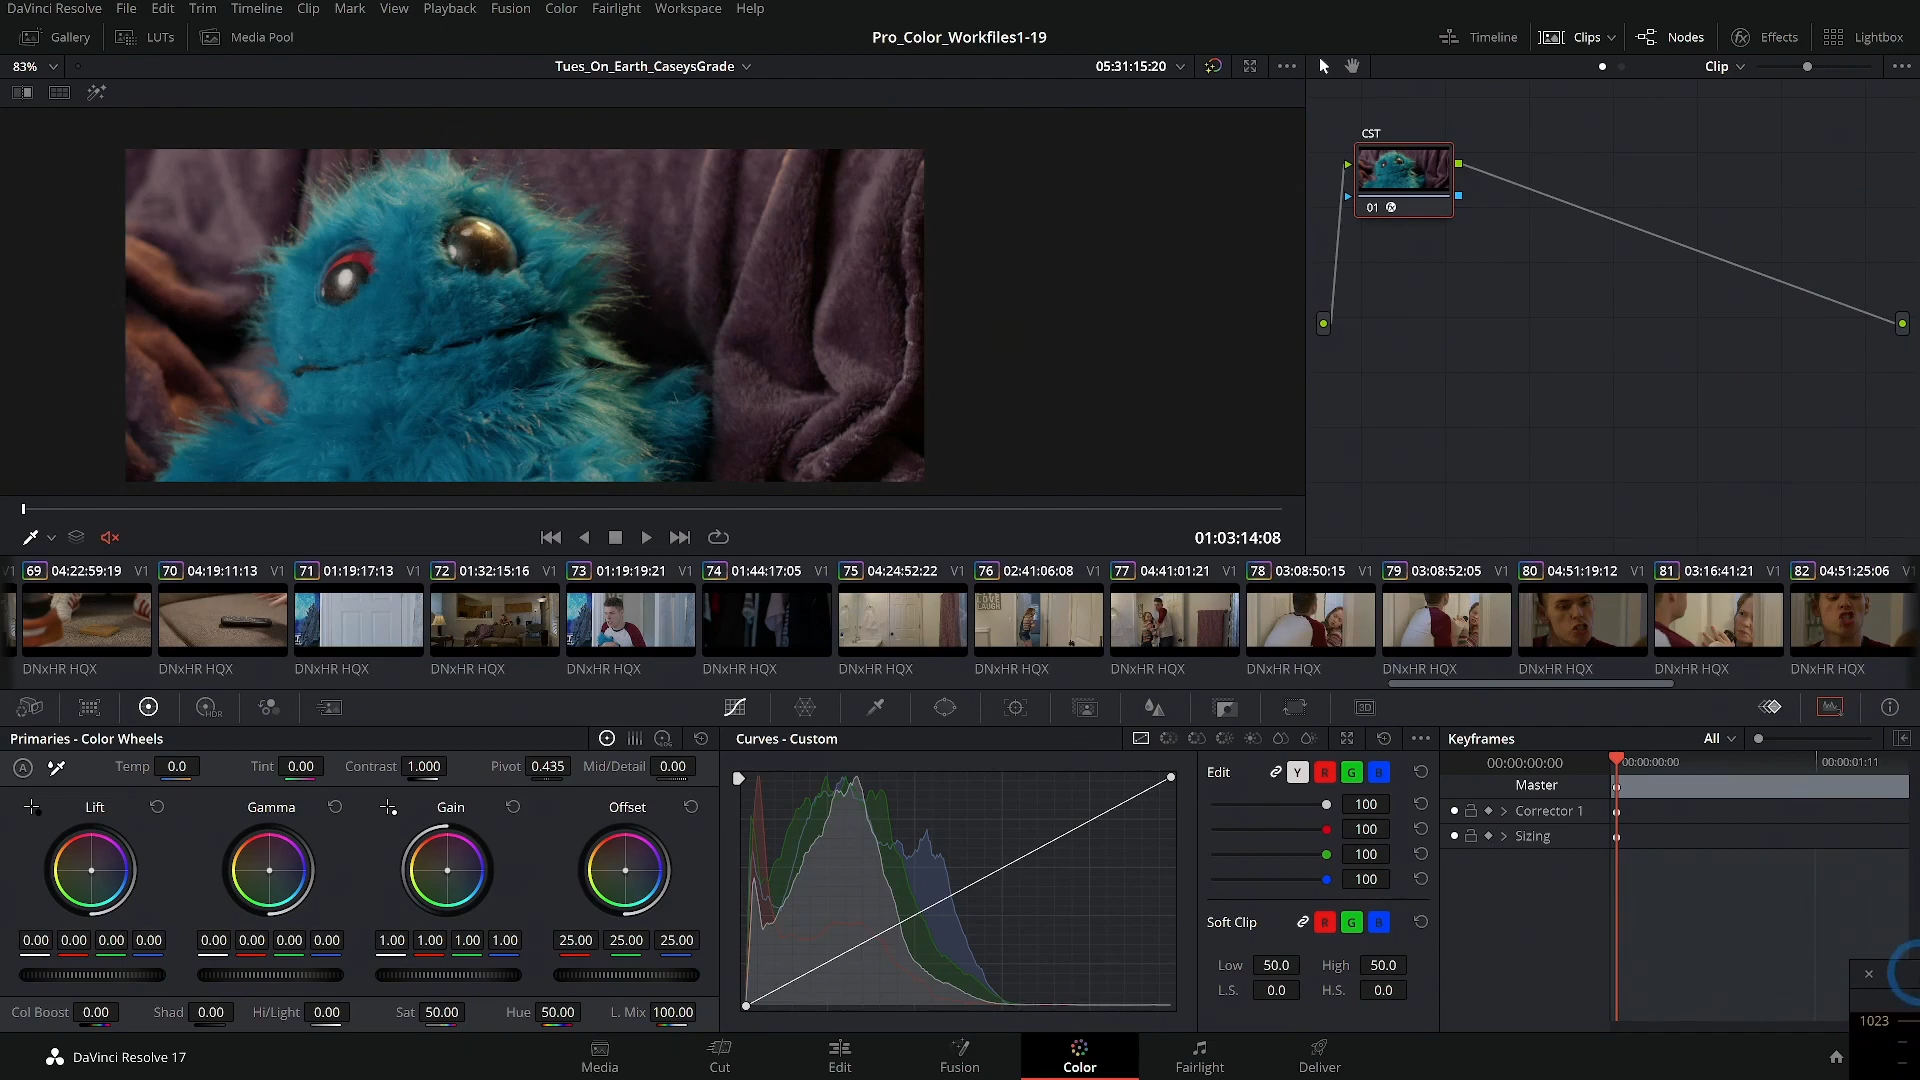 DaVinci Resolve File Edit Trim Timeline Clip Mark View Playback Fusion Color Fairlight Workspace Help
Gallery LUTs Media Pool Pro_Color_Workfiles1-19 Timeline Clips Nodes Effects Lightbox
83% Tues_On_Earth_CaseysGrade 05:31:15:20 Clip
CST
01
01:03:14:08
V1 69 04:22:59:19 V1 70 04:19:11:13 V1 71 01:19:17:13 V1 72 01:32:15:16 V1 73 01:19:19:21 V1 74 01:44:17:05 V1 75 04:24:52:22 V1 76 02:41:06:08 V1 77 04:41:01:21 V1 78 03:08:50:15 V1 79 03:08:52:05 V1 80 04:51:19:12 V1 81 03:16:41:21 V1 82 04:51:25:06 V1
LAUGH
DNxHR HQX DNxHR HQX DNxHR HQX DNxHR HQX DNxHR HQX DNxHR HQX DNxHR HQX DNxHR HQX DNxHR HQX DNxHR HQX DNxHR HQX DNxHR HQX DNxHR HQX DNxHR HQX
HDR 3D
Primaries - Color Wheels LOG Curves - Custom Keyframes All
A Temp 0.0 Tint 0.00 Contrast 1.000 Pivot 0.435 Mid/Detail 0.00
Edit Y R G B
00:00:00:00 00:00:00:00 00:00:01:11
Master
Lift Gamma Gain Offset
100
100
100
100
Corrector 1
Sizing
0.00 0.00 0.00 0.00 0.00 0.00 0.00 0.00 1.00 1.00 1.00 1.00 25.00 25.00 25.00
Soft Clip R G B
Low 50.0 High 50.0
L.S. 0.0 H.S. 0.0
Col Boost 0.00 Shad 0.00 Hi/Light 0.00 Sat 50.00 Hue 50.00 L. Mix 100.00
1023
DaVinci Resolve 17 Media Cut Edit Fusion Color Fairlight Deliver